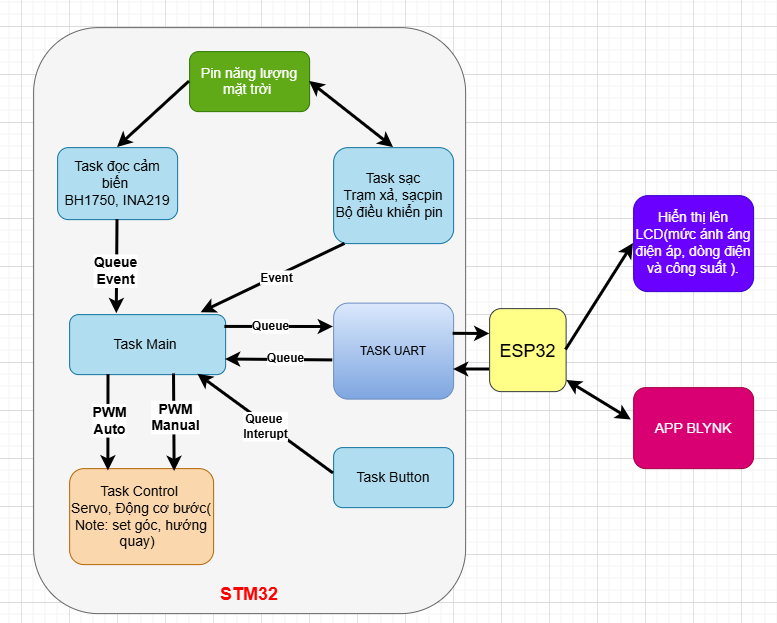 Pin năng lượng
mặt trời
Task đọc cảm
biến
BH1750, INA219
Task sạc
Trạm xả, sạcpin
Bộ điều khiển pin
Hiển thị lên
LCD(mức ánh áng
điện áp, dòng điện
và công suất ).
Queue
Event
Event
Task Main
Queue
Queue
TASK UART
ESP32
PWM
Auto
PWM
Manual
Queue
Interupt
APP BLYNK
Task Control
Servo, Động cơ bước(
Note: set góc, hướng
quay)
Task Button
STM32